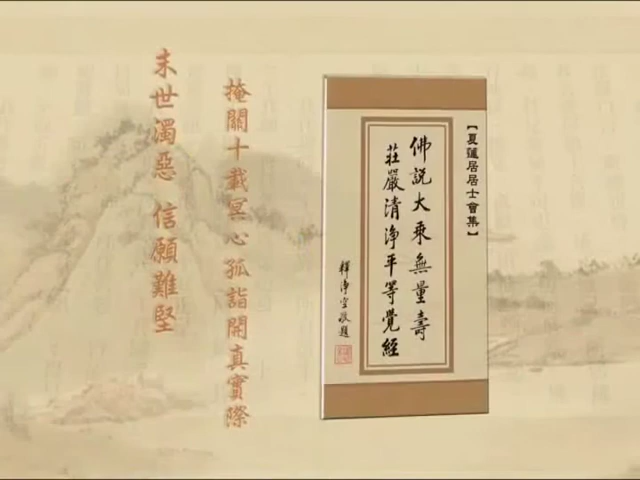 【夏蓮居居士會集】
佛説大乘無量壽
莊嚴清淨平等覺經
釋淨空敬題
掩關十載冥心孤詣開真實際
末世濁惡 信願難堅